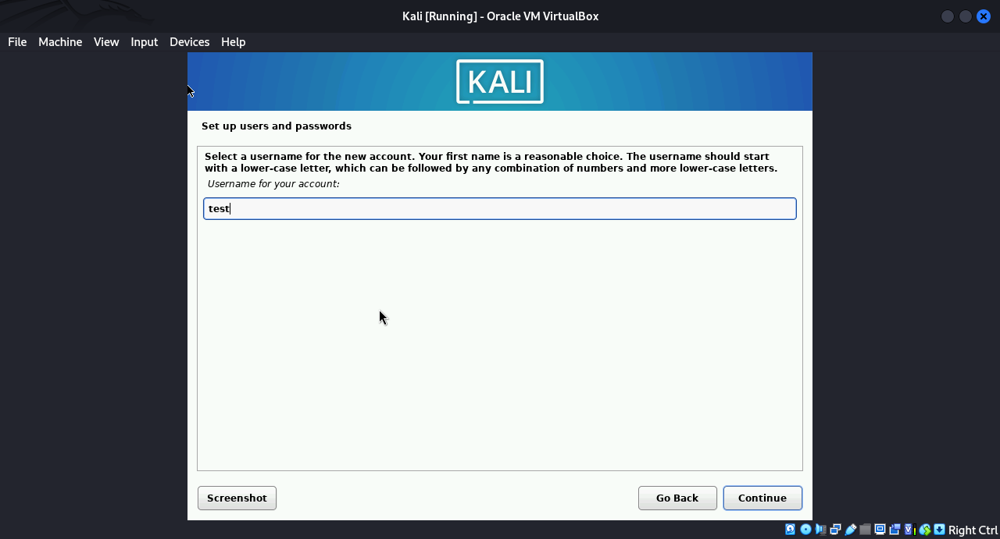 Kali [Running] - Oracle VM VirtualBox
File Machine View Input Devices Help
KALI
Set up users and passwords
Select a username for the new account. Your first name is a reasonable choice. The username should start
with a lower-case letter, which can be followed by any combination of numbers and more lower-case letters.
Username for your account:
test
Screenshot Go Back Continue
Right Ctrl